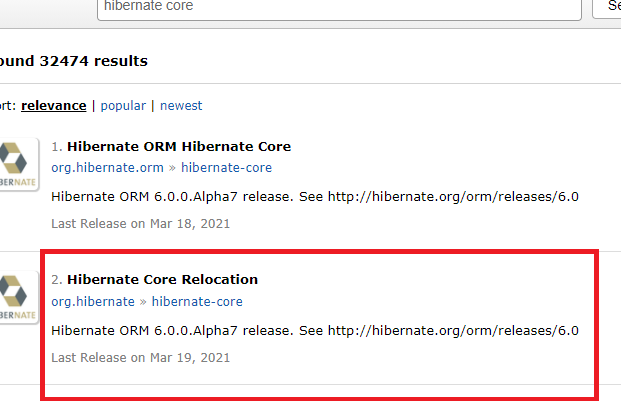 hibernate core
Se
ound 32474 results
rt: relevance | popular | newest
1. Hibernate ORM Hibernate Core
org.hibernate.orm » hibernate-core
BERNATE
Hibernate ORM 6.0.0.Alpha7 release. See http://hibernate.org/orm/releases/6.0
Last Release on Mar 18, 2021
2. Hibernate Core Relocation
org.hibernate » hibernate-core
BERNATE
Hibernate ORM 6.0.0.Alpha7 release. See http://hibernate.org/orm/releases/6.0
Last Release on Mar 19, 2021